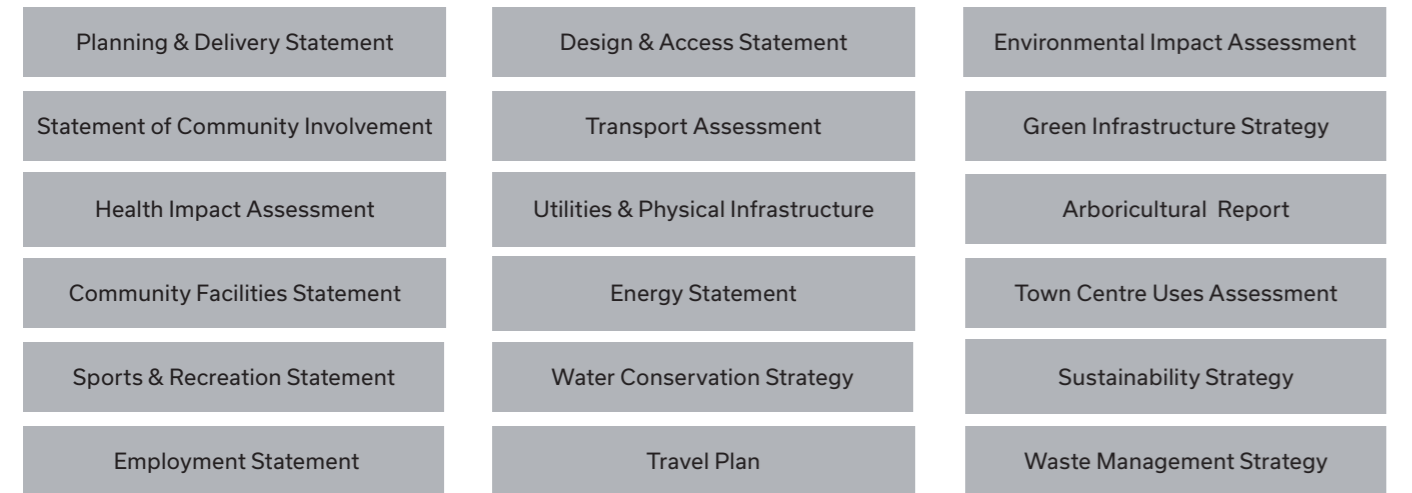 Planning & Delivery Statement
Design & Access Statement
Environmental Impact Assessment
Statement of Community Involvement
Transport Assessment
Green Infrastructure Strategy
Health Impact Assessment
Utilities & Physical Infrastructure
Arboricultural  Report
Community Facilities Statement
Energy Statement
Town Centre Uses Assessment
Sports & Recreation Statement
Water Conservation Strategy
Sustainability Strategy
Employment Statement
Travel Plan
Waste Management Strategy